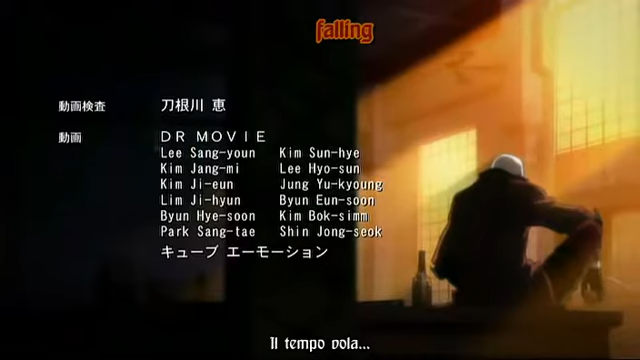 falling
動画検査 刀根川 恵
動画 ＤＲ ＭＯＶＩＥ
Lee Sang-youn Kim Sun-hye
Kim Jang-mi Lee Hyo-sun
Kim Ji-eun Jung Yu-kyoung
Lim Ji-hyun Byun Eun-soon
Byun Hye-soon Kim Bok-simm
Park Sang-tae Shin Jong-seok
キューブ エーモーション
Il tempo vola...